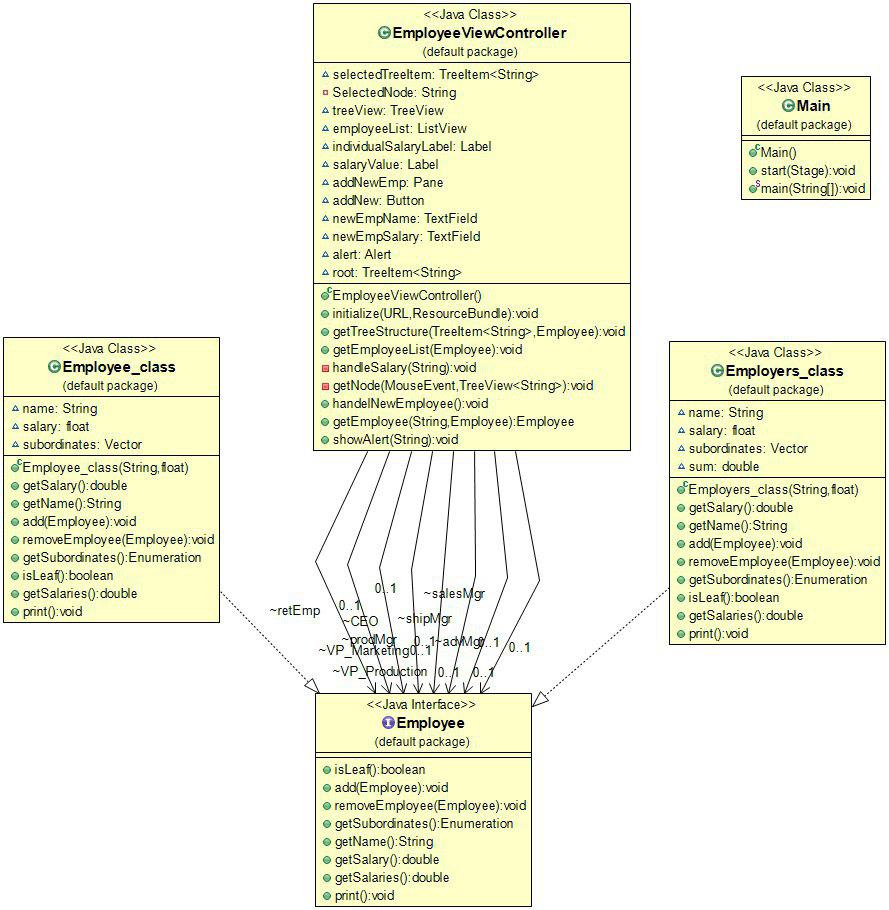 <<Java Class>>
EmployeeViewController
(default package)
selectedTreeItem: TreeItem<String>
SelectedNode: String
treeView: TreeView
employeeList: ListView
individualSalaryLabel: Label
salaryValue: Label
addNewEmp: Pane
addNew: Button
newEmpName: TextField
newEmpSalary: TextField
alert: Alert
root: TreeItem<String>
EmployeeViewController()
initialize(URL,ResourceBundle):void
getTreeStructure(TreeItem<String>,Employee):void
getEmployeeList(Employee):void
handleSalary(String):void
getNode(MouseEvent,TreeView<String>):void
handelNewEmployee():void
getEmployee(String,Employee):Employee
showAlert(String):void
<<Java Class>>
Main
(default package)
Main()
start(Stage):void
main(String[]):void
<<Java Class>>
Employee_class
(default package)
name: String
salary: float
subordinates: Vector
Employee_class(String,float)
getSalary():double
getName():String
add(Employee):void
removeEmployee(Employee):void
getSubordinates():Enumeration
isLeaf():boolean
getSalaries():double
print():void
<<Java Class>>
Employers_class
(default package)
name: String
salary: float
subordinates: Vector
sum: double
Employers_class(String,float)
getSalary():double
getName():String
add(Employee):void
removeEmployee(Employee):void
getSubordinates():Enumeration
isLeaf():boolean
getSalaries():double
print():void
0..1
~salesMgr
~retEmp
0..1
~CEO
~shipMgr
~prodMgr
0..1
~advMgr
0..1
0..1
~VP_Marketing
0..1
~VP_Production
0..1
0..1
<<Java Interface>>
Employee
(default package)
isLeaf():boolean
add(Employee):void
removeEmployee(Employee):void
getSubordinates():Enumeration
getName():String
getSalary():double
getSalaries():double
print():void